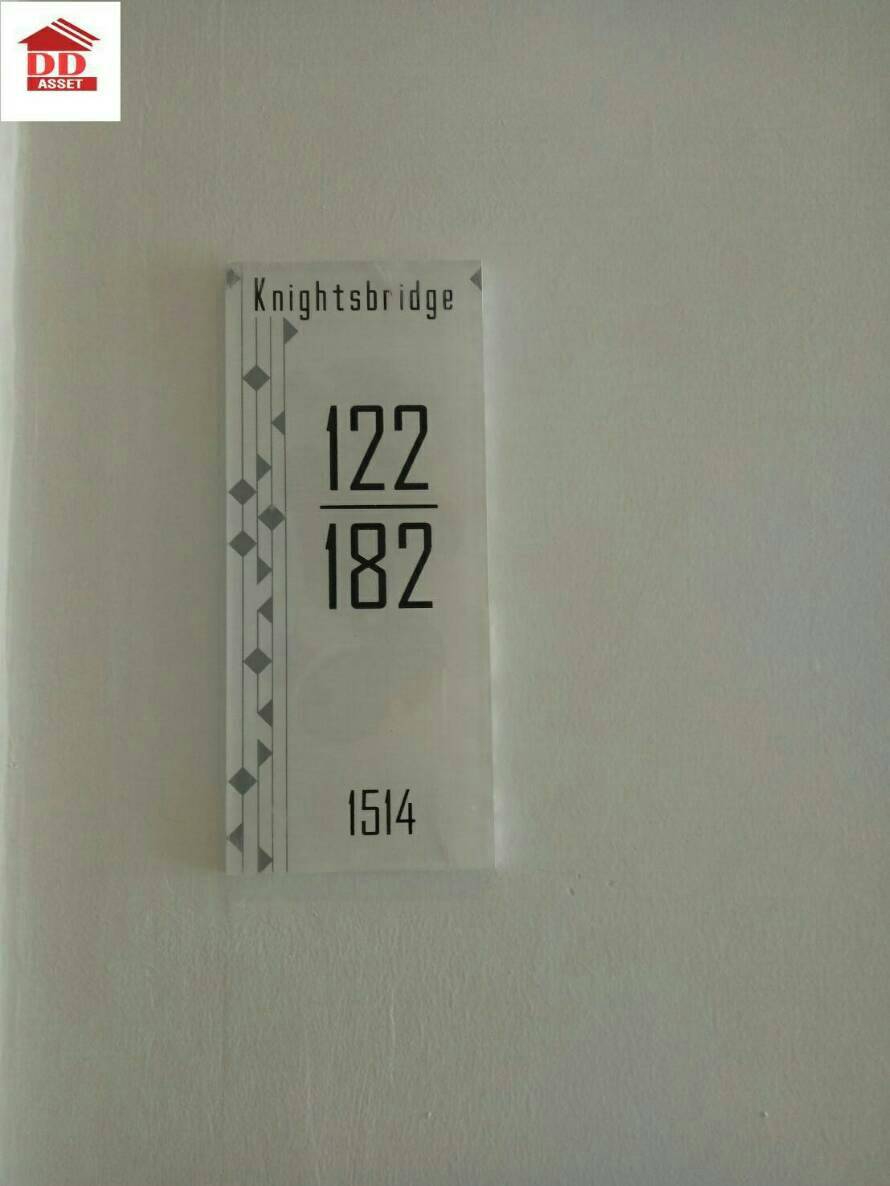 DD
ASSET
Knightsbridge
122
182
1514